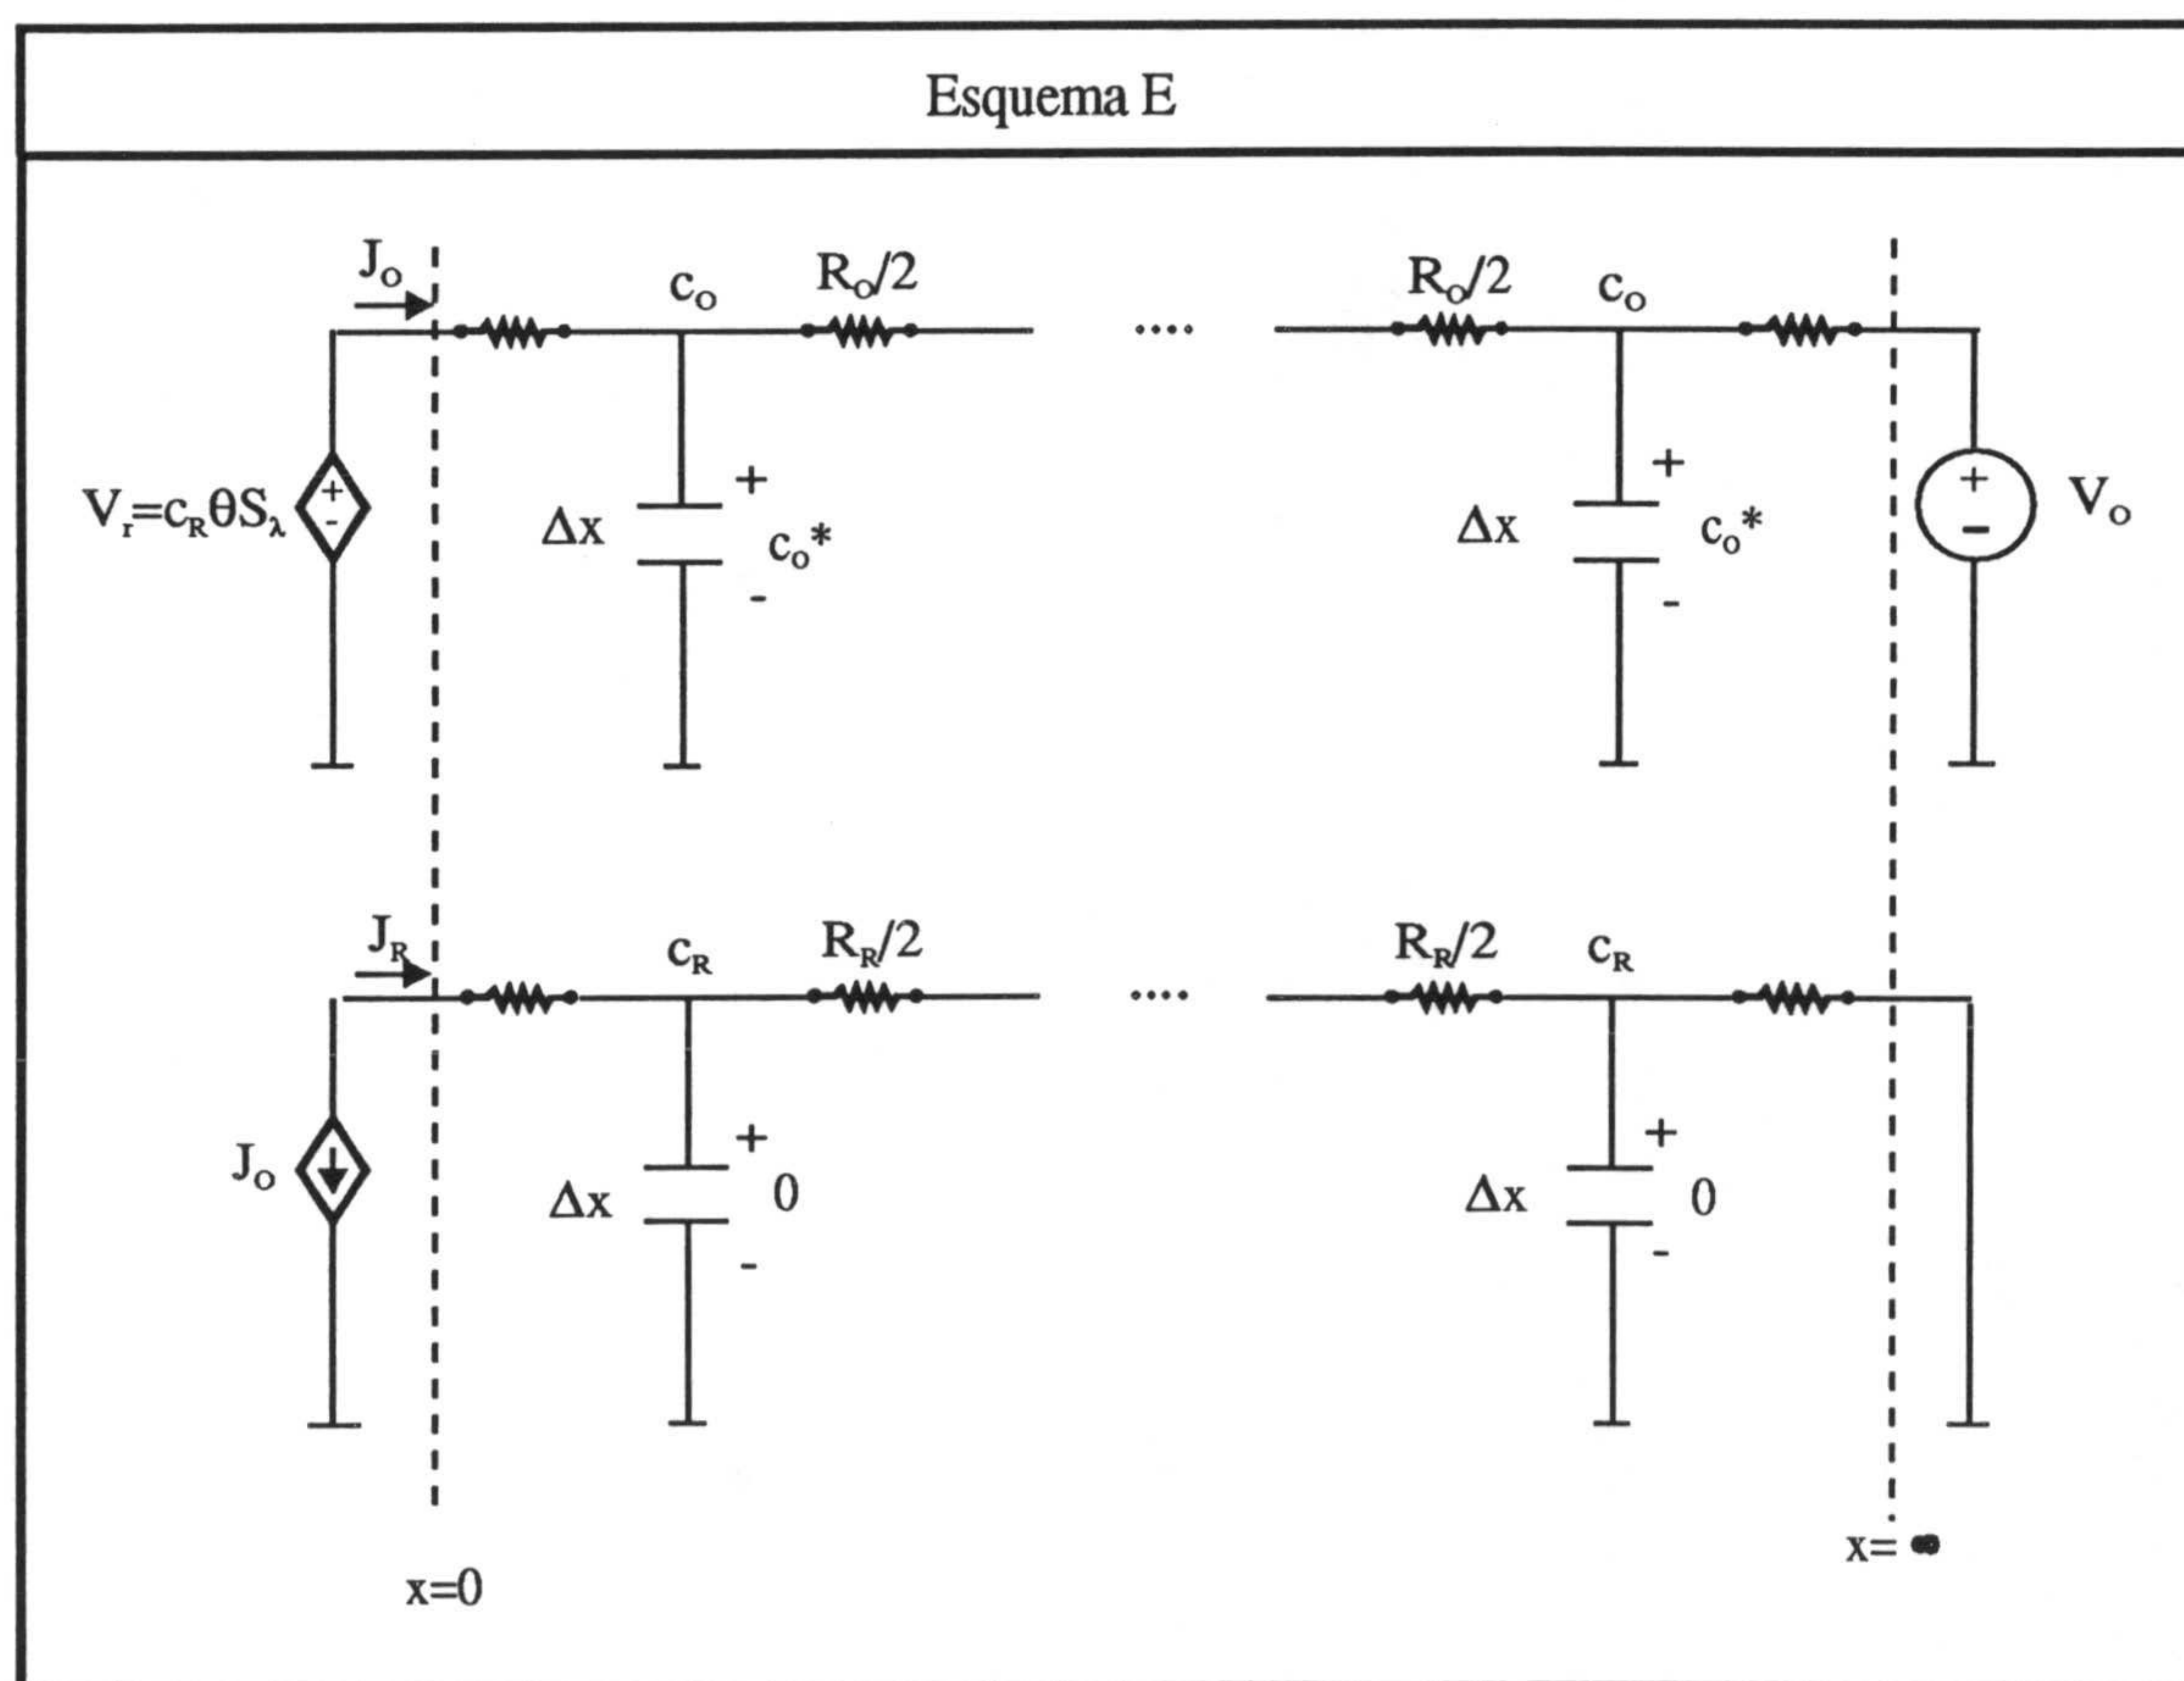 Esquema E
J_O
c_O
R_O/2
R_O/2
c_O
V_r=c_RθS_λ
+
-
Δx
+
c_O*
-
Δx
+
c_O*
-
+
-
V_O
J_R
c_R
R_R/2
R_R/2
c_R
J_O
Δx
+
0
-
Δx
+
0
-
x=0
x=∞